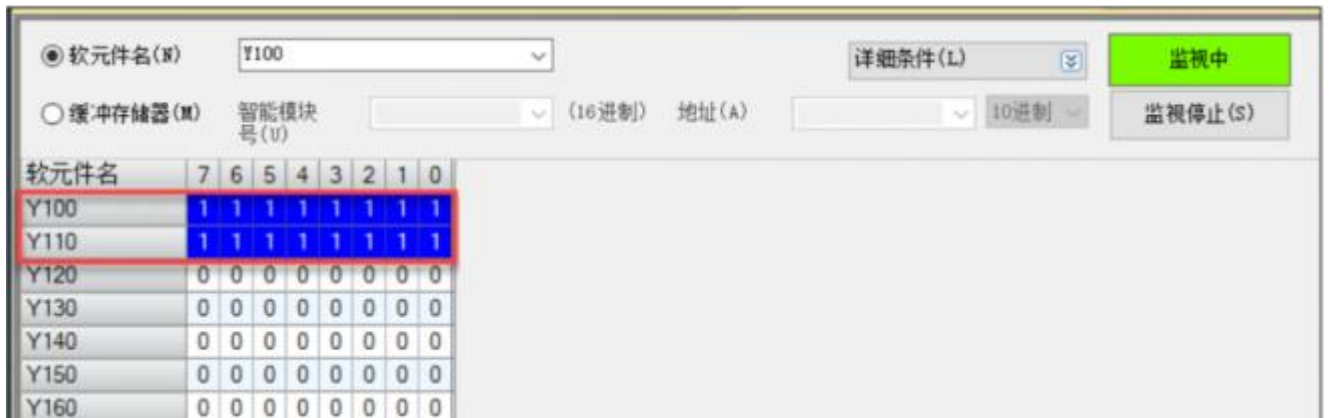 软元件名(N) Y100 详细条件(L) 监视中
缓冲存储器(M) 智能模块号(U) (16进制) 地址(A) 10进制 监视停止(S)
软元件名 7 6 5 4 3 2 1 0
Y100 1 1 1 1 1 1 1 1
Y110 1 1 1 1 1 1 1 1
Y120 0 0 0 0 0 0 0 0
Y130 0 0 0 0 0 0 0 0
Y140 0 0 0 0 0 0 0 0
Y150 0 0 0 0 0 0 0 0
Y160 0 0 0 0 0 0 0 0